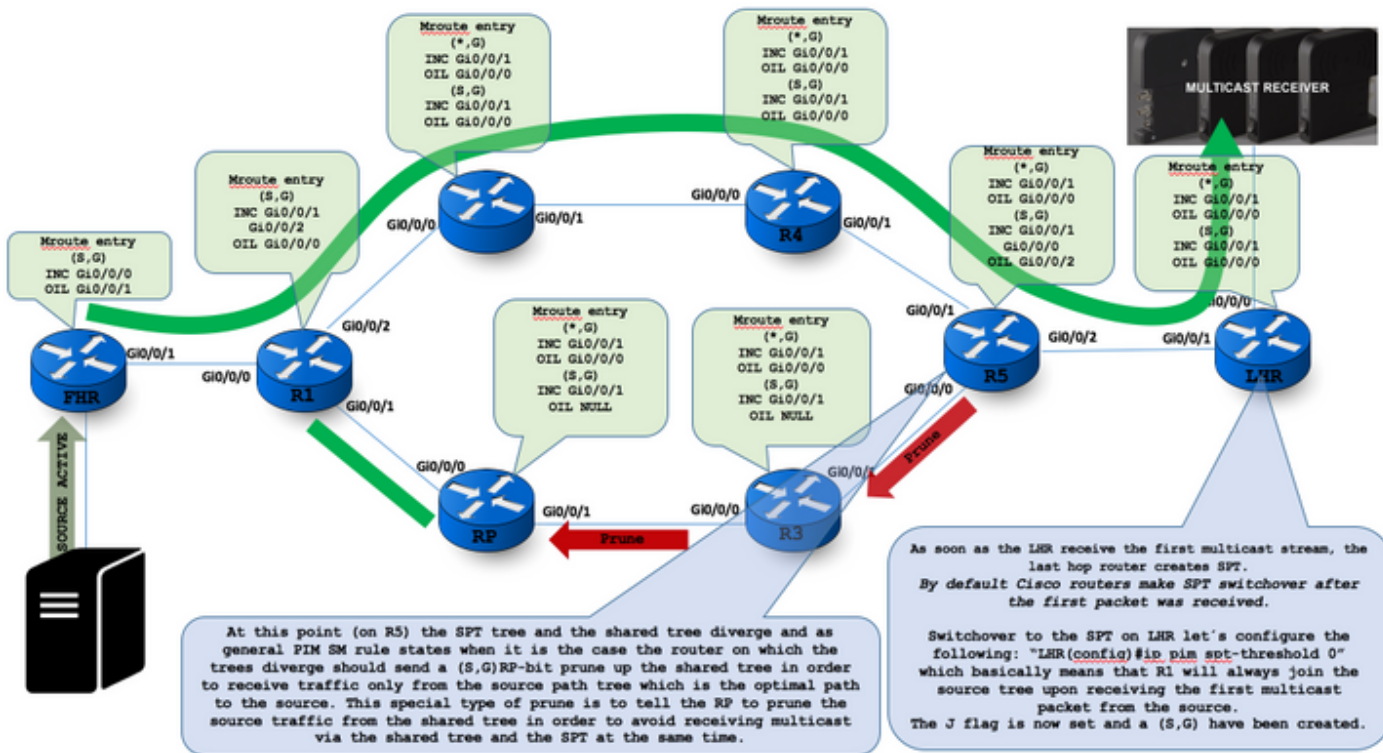 Mroute entry
(*,G)
INC Gi0/0/1
OIL Gi0/0/0
(S,G)
INC Gi0/0/1
OIL Gi0/0/0
Mroute entry
(*,G)
INC Gi0/0/1
OIL Gi0/0/0
(S,G)
INC Gi0/0/1
OIL Gi0/0/0
MULTICAST RECEIVER
Mroute entry
(S,G)
INC Gi0/0/1
Gi0/0/2
OIL Gi0/0/0
Mroute entry
(*,G)
INC Gi0/0/1
OIL Gi0/0/0
(S,G)
INC Gi0/0/1
Gi0/0/0
OIL Gi0/0/2
Mroute entry
(*,G)
INC Gi0/0/1
OIL Gi0/0/0
(S,G)
INC Gi0/0/1
OIL Gi0/0/0
Mroute entry
(S,G)
INC Gi0/0/0
OIL Gi0/0/1
Gi0/0/0
Gi0/0/1
Gi0/0/0
R4
Gi0/0/1
Mroute entry
(*,G)
INC Gi0/0/1
OIL Gi0/0/0
(S,G)
INC Gi0/0/1
OIL NULL
Mroute entry
(*,G)
INC Gi0/0/1
OIL Gi0/0/0
(S,G)
INC Gi0/0/1
OIL NULL
FHR
Gi0/0/1
Gi0/0/0
R1
Gi0/0/2
Gi0/0/1
Gi0/0/1
R5
Gi0/0/2
Gi0/0/0
Gi0/0/0
Gi0/0/1
LHR
SOURCE ACTIVE
Gi0/0/0
RP
Gi0/0/1
Prune
Gi0/0/0
R3
Gi0/0/1
Prune
At this point (on R5) the SPT tree and the shared tree diverge and as
general PIM SM rule states when it is the case the router on which the
trees diverge should send a (S,G)RP-bit prune up the shared tree in order
to receive traffic only from the source path tree which is the optimal path
to the source. This special type of prune is to tell the RP to prune the
source traffic from the shared tree in order to avoid receiving multicast
via the shared tree and the SPT at the same time.
As soon as the LHR receive the first multicast stream, the
last hop router creates SPT.
By default Cisco routers make SPT switchover after
the first packet was received.
Switchover to the SPT on LHR let´s configure the
following: “LHR(config)#ip pim spt-threshold 0”
which basically means that R1 will always join the
source tree upon receiving the first multicast
packet from the source.
The J flag is now set and a (S,G) have been created.